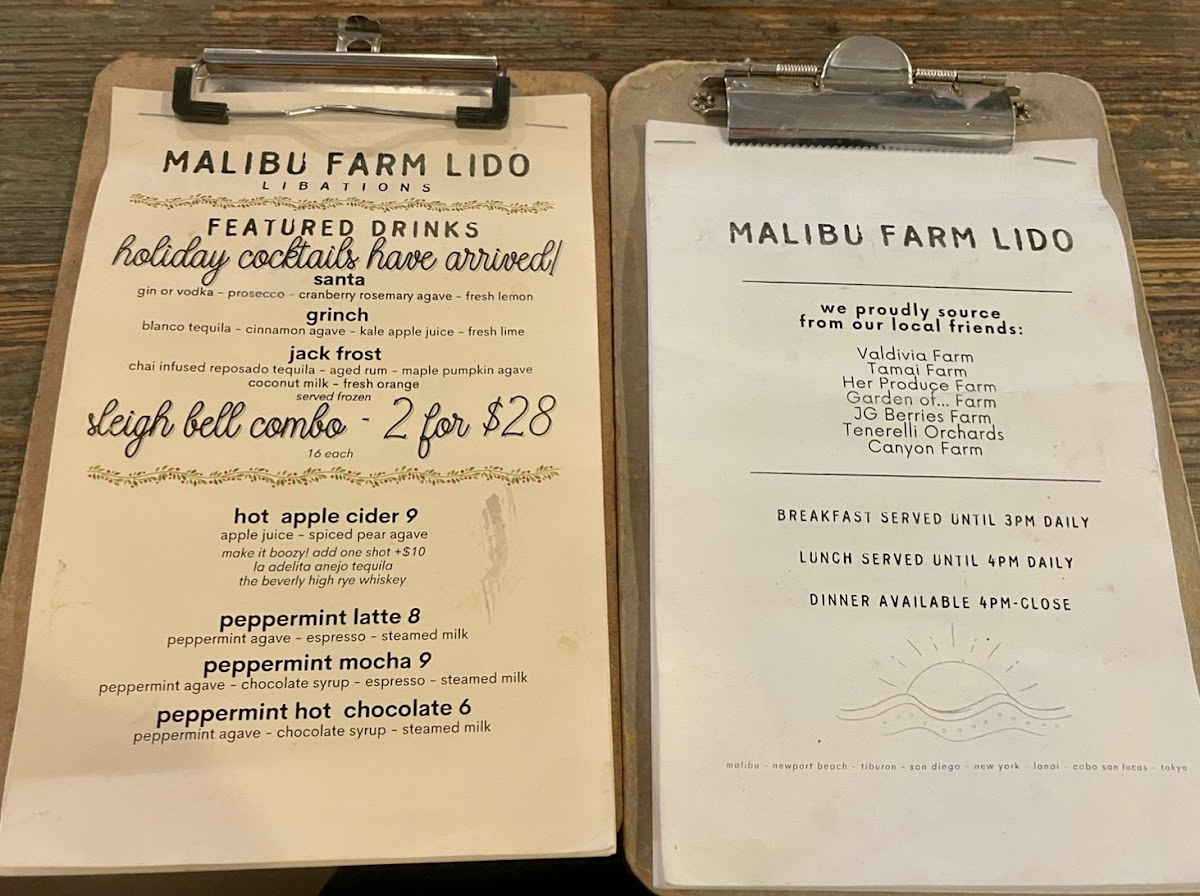 MALIBU FARM LIDO
LIBATIONS
FEATURED DRINKS
holiday cocktails have arrived!
santa
gin or vodka - prosecco - cranberry rosemary agave - fresh lemon
grinch
blanco tequila - cinnamon agave - kale apple juice - fresh lime
jack frost
chai infused reposado tequila - aged rum - maple pumpkin agave
coconut milk - fresh orange
served frozen
sleigh bell combo - 2 for $28
16 each
hot apple cider 9
apple juice - spiced pear agave
make it boozy! add one shot +$10
la adelita anejo tequila
the beverly high rye whiskey
peppermint latte 8
peppermint agave - espresso - steamed milk
peppermint mocha 9
peppermint agave - chocolate syrup - espresso - steamed milk
peppermint hot chocolate 6
peppermint agave - chocolate syrup - steamed milk
MALIBU FARM LIDO
we proudly source
from our local friends:
Valdivia Farm
Tamai Farm
Her Produce Farm
Garden of... Farm
JG Berries Farm
Tenerelli Orchards
Canyon Farm
BREAKFAST SERVED UNTIL 3PM DAILY
LUNCH SERVED UNTIL 4PM DAILY
DINNER AVAILABLE 4PM-CLOSE
malibu - newport beach - tiburon - san diego - new york - lanai - cabo san lucas - tokyo